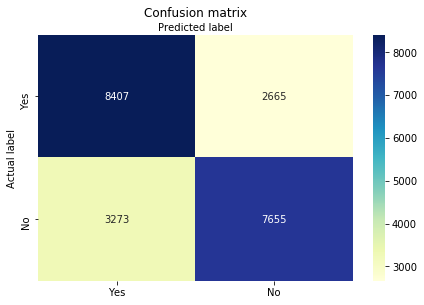 Confusion matrix
Predicted label
Actual label
Yes
8407 2665
No
3273 7655
Yes No
8000
7000
6000
5000
4000
3000